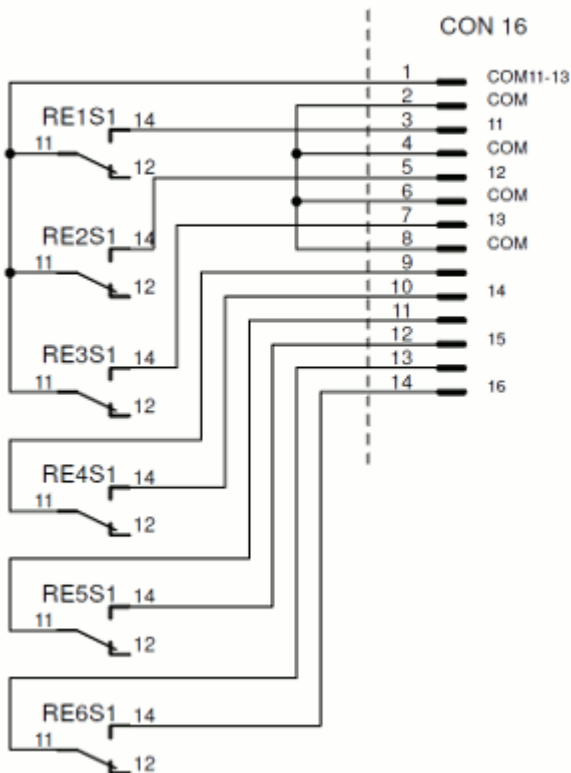 CON 16
1 COM11-13
2 COM
RE1S1 14 3 11
11 12 4 COM
5 12
6 COM
RE2S1 14 7 13
11 12 8 COM
9
10 14
11
RE3S1 14 12 15
11 12 13
14 16
RE4S1 14
11 12
RE5S1 14
11 12
RE6S1 14
11 12